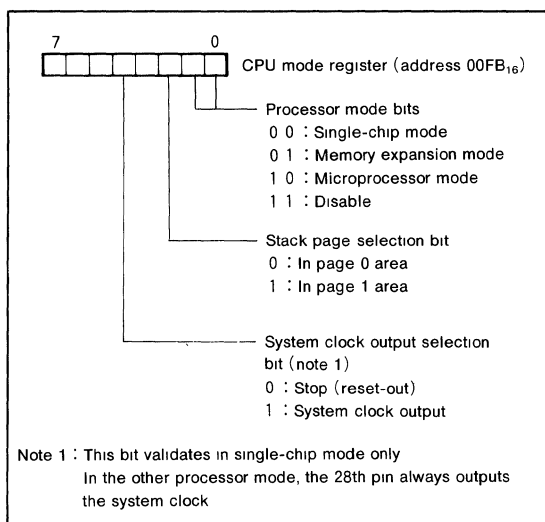 7 0
CPU mode register (address 00FB₁₆)
Processor mode bits
0 0 : Single-chip mode
0 1 : Memory expansion mode
1 0 : Microprocessor mode
1 1 : Disable
Stack page selection bit
0 : In page 0 area
1 : In page 1 area
System clock output selection
bit (note 1)
0 : Stop (reset-out)
1 : System clock output
Note 1 : This bit validates in single-chip mode only
In the other processor mode, the 28th pin always outputs
the system clock